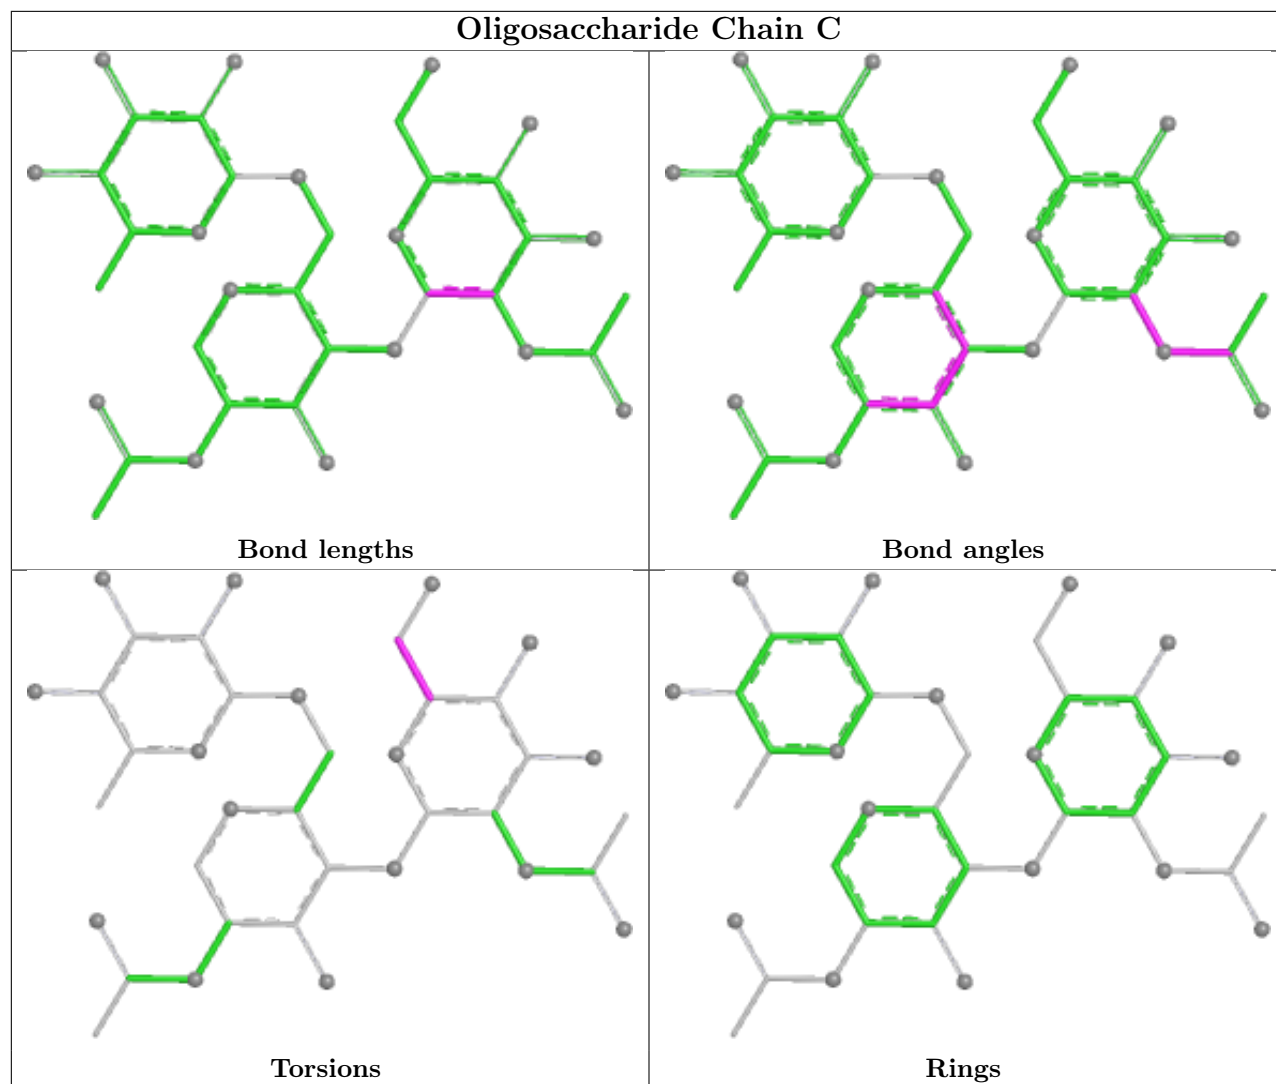 Oligosaccharide Chain C
Bond lengths
Bond angles
Torsions
Rings